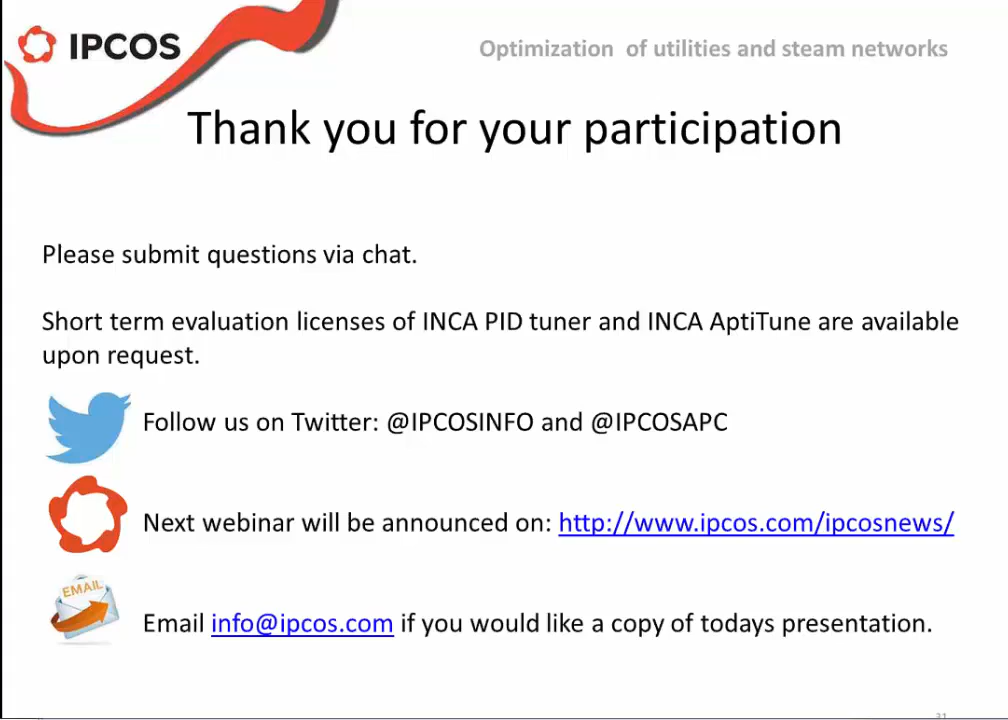 IPCOS
Optimization of utilities and steam networks
Thank you for your participation
Please submit questions via chat.
Short term evaluation licenses of INCA PID tuner and INCA AptiTune are available
upon request.
Follow us on Twitter: @IPCOSINFO and @IPCOSAPC
Next webinar will be announced on: http://www.ipcos.com/ipcosnews/
EMAIL
Email info@ipcos.com if you would like a copy of todays presentation.
31